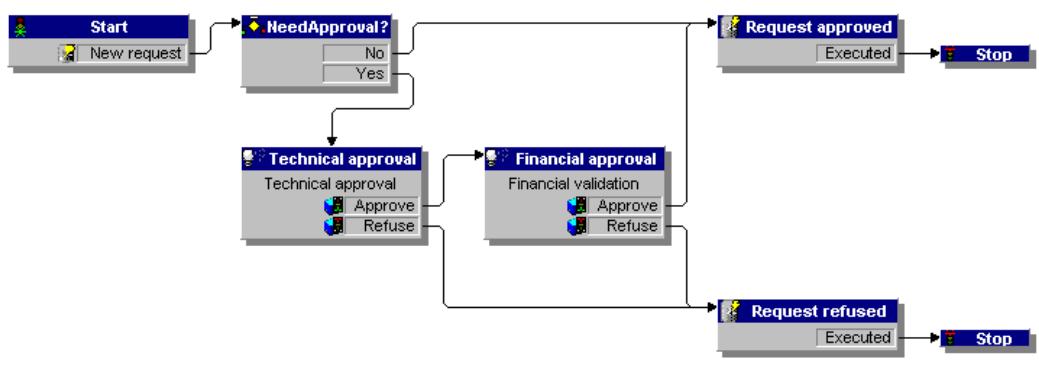 Start
New request
NeedApproval?
No
Yes
Request approved
Executed
Stop
Technical approval
Technical approval
Approve
Refuse
Financial approval
Financial validation
Approve
Refuse
Request refused
Executed
Stop